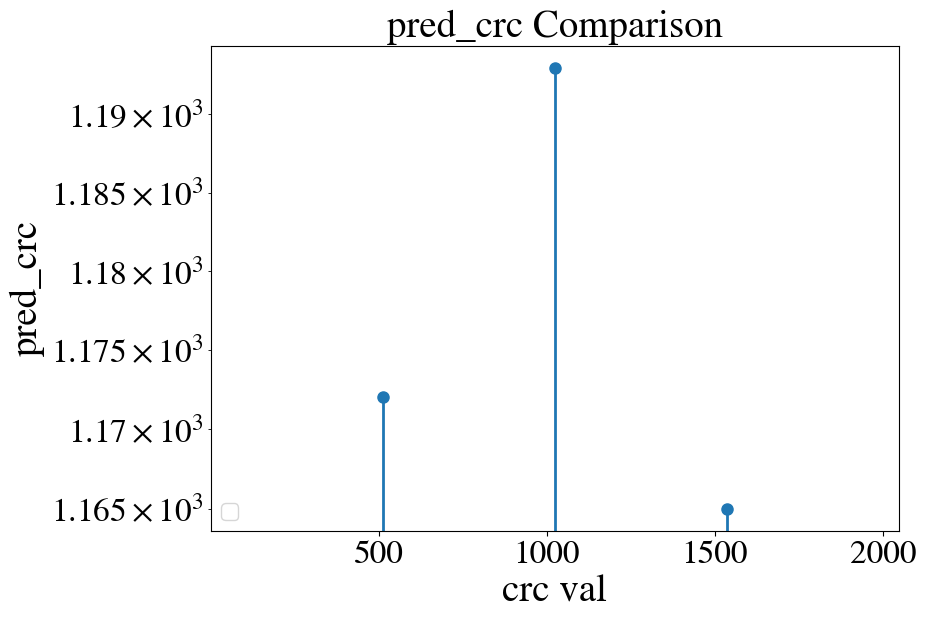 pred_crc Comparison
1.19 × 10³
1.185 × 10³
1.18 × 10³
1.175 × 10³
1.17 × 10³
1.165 × 10³
pred_crc
500 1000 1500 2000
crc val